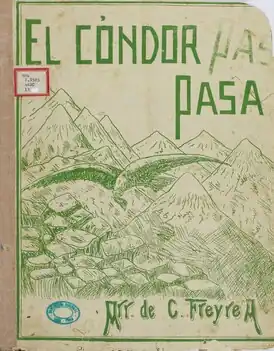 EL CÓNDOR PAS
PASA
Arr. de C. Freyre A